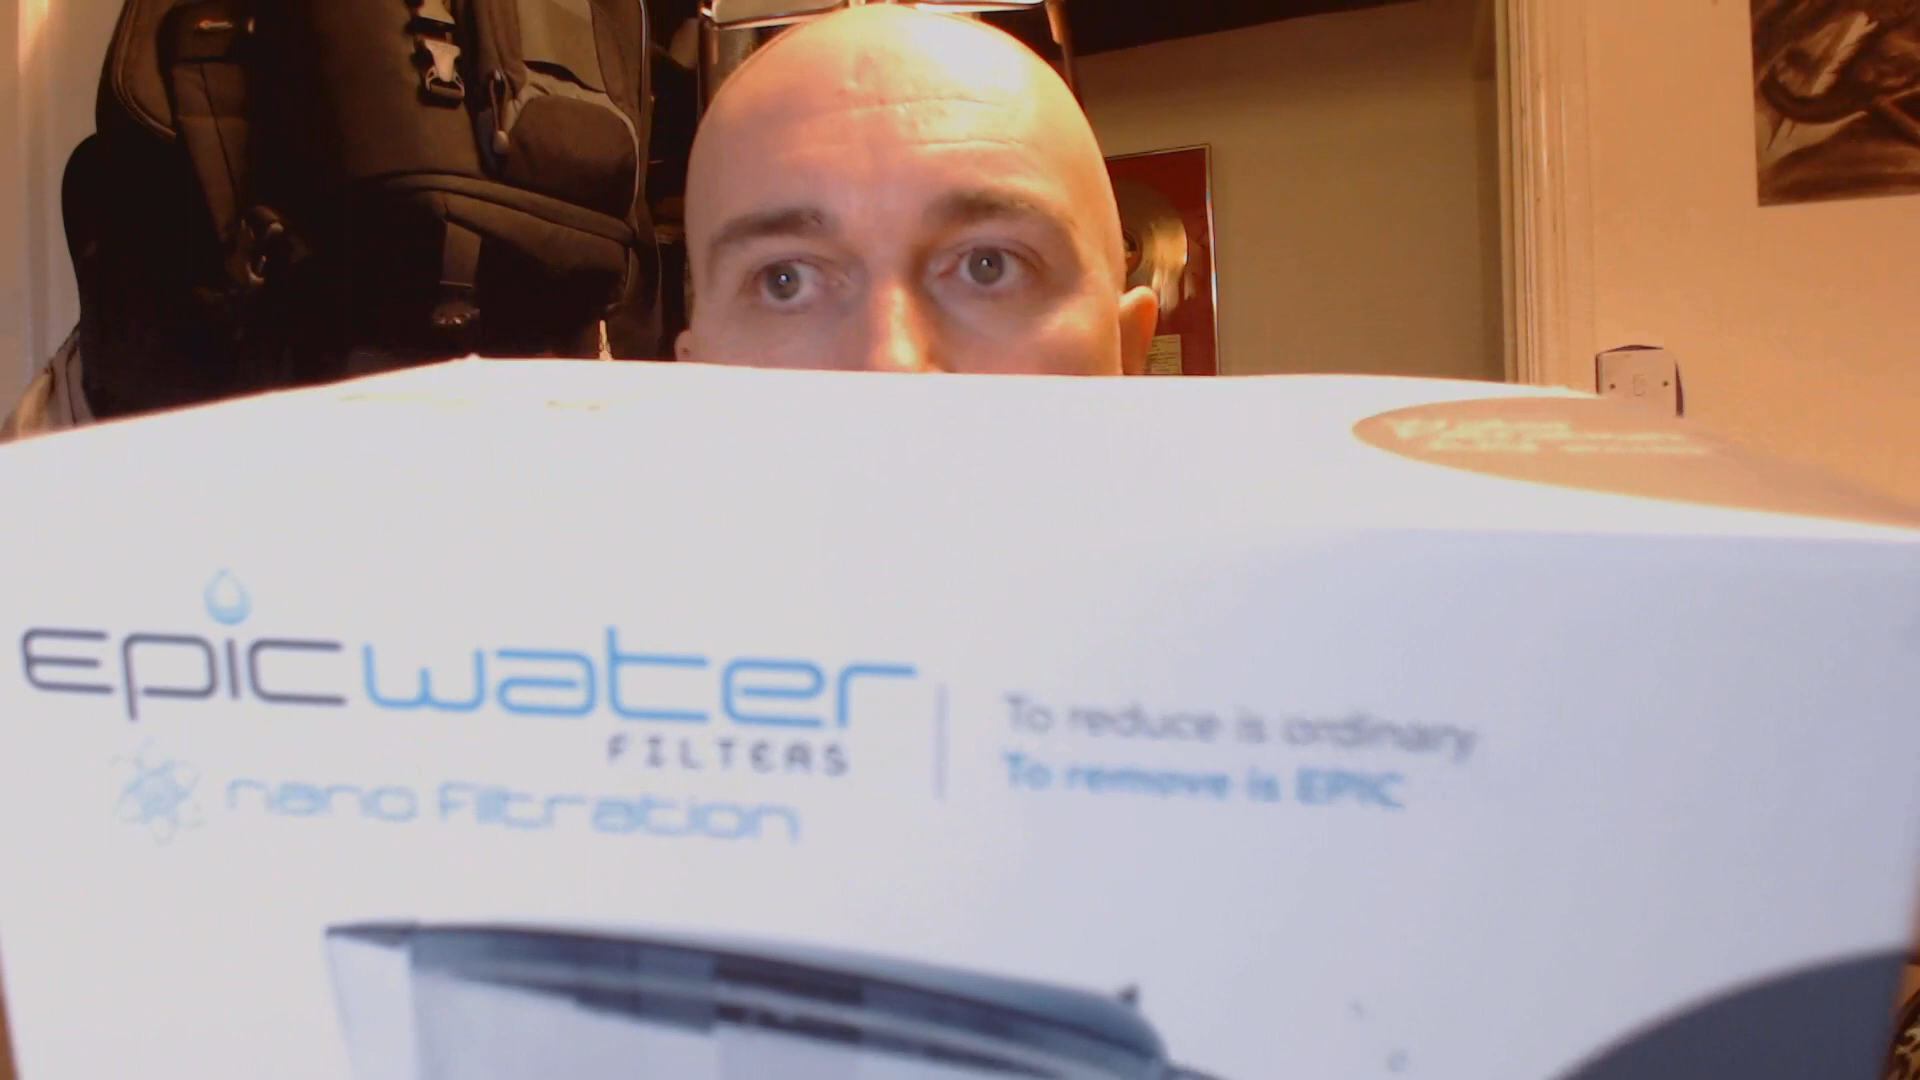 epicwater
FILTERS
nano filtration
To reduce is ordinary
To remove is EPIC